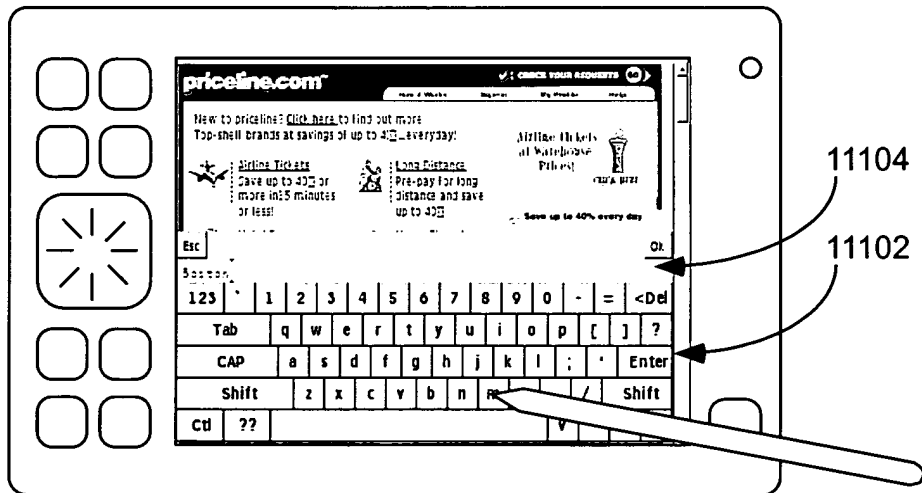 priceline.com
CHECK YOUR REQUESTS GO
New to priceline? Click here to find out more
Top-shell brands at savings of up to 40 everyday!
Airline Tickets
Save up to 40 or
more in 15 minutes
or less!
Long Distance
Pre-pay for long
distance and save
up to 40
Airline Tickets
at Warehouse
Prices!
CLICK HERE
Save up to 40% every day
11104
11102
Esc Ok
Boston
123 ` 1 2 3 4 5 6 7 8 9 0 - = <Del
Tab q w e r t y u i o p [ ] ?
CAP a s d f g h j k l ; ' Enter
Shift z x c v b n m / Shift
Ctl ??